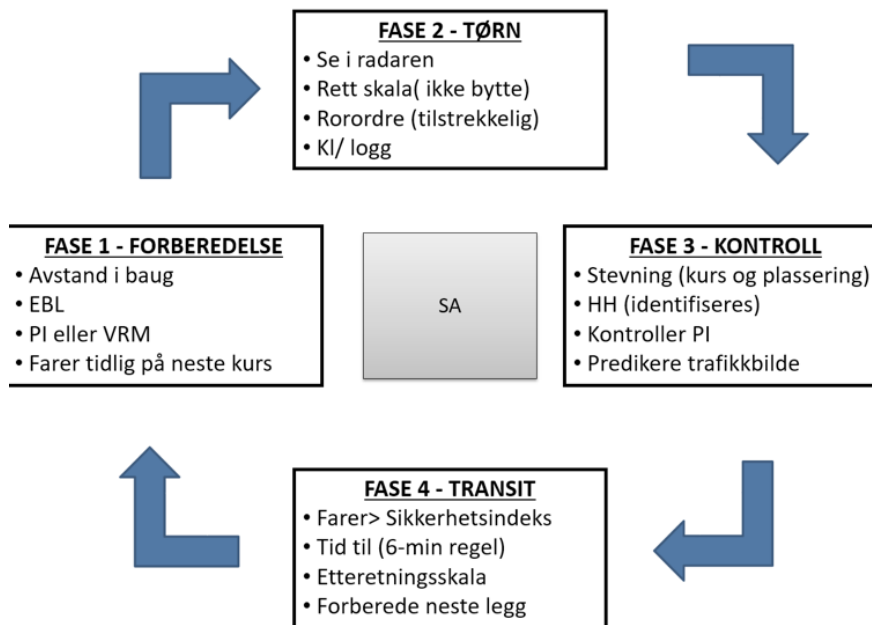 FASE 2 - TØRN
• Se i radaren
• Rett skala( ikke bytte)
• Rorordre (tilstrekkelig)
• Kl/ logg
FASE 1 - FORBEREDELSE
• Avstand i baug
• EBL
• PI eller VRM
• Farer tidlig på neste kurs
SA
FASE 3 - KONTROLL
• Stevning (kurs og plassering)
• HH (identifiseres)
• Kontroller PI
• Predikere trafikkbilde
FASE 4 - TRANSIT
• Farer> Sikkerhetsindeks
• Tid til (6-min regel)
• Etteretningsskala
• Forberede neste legg